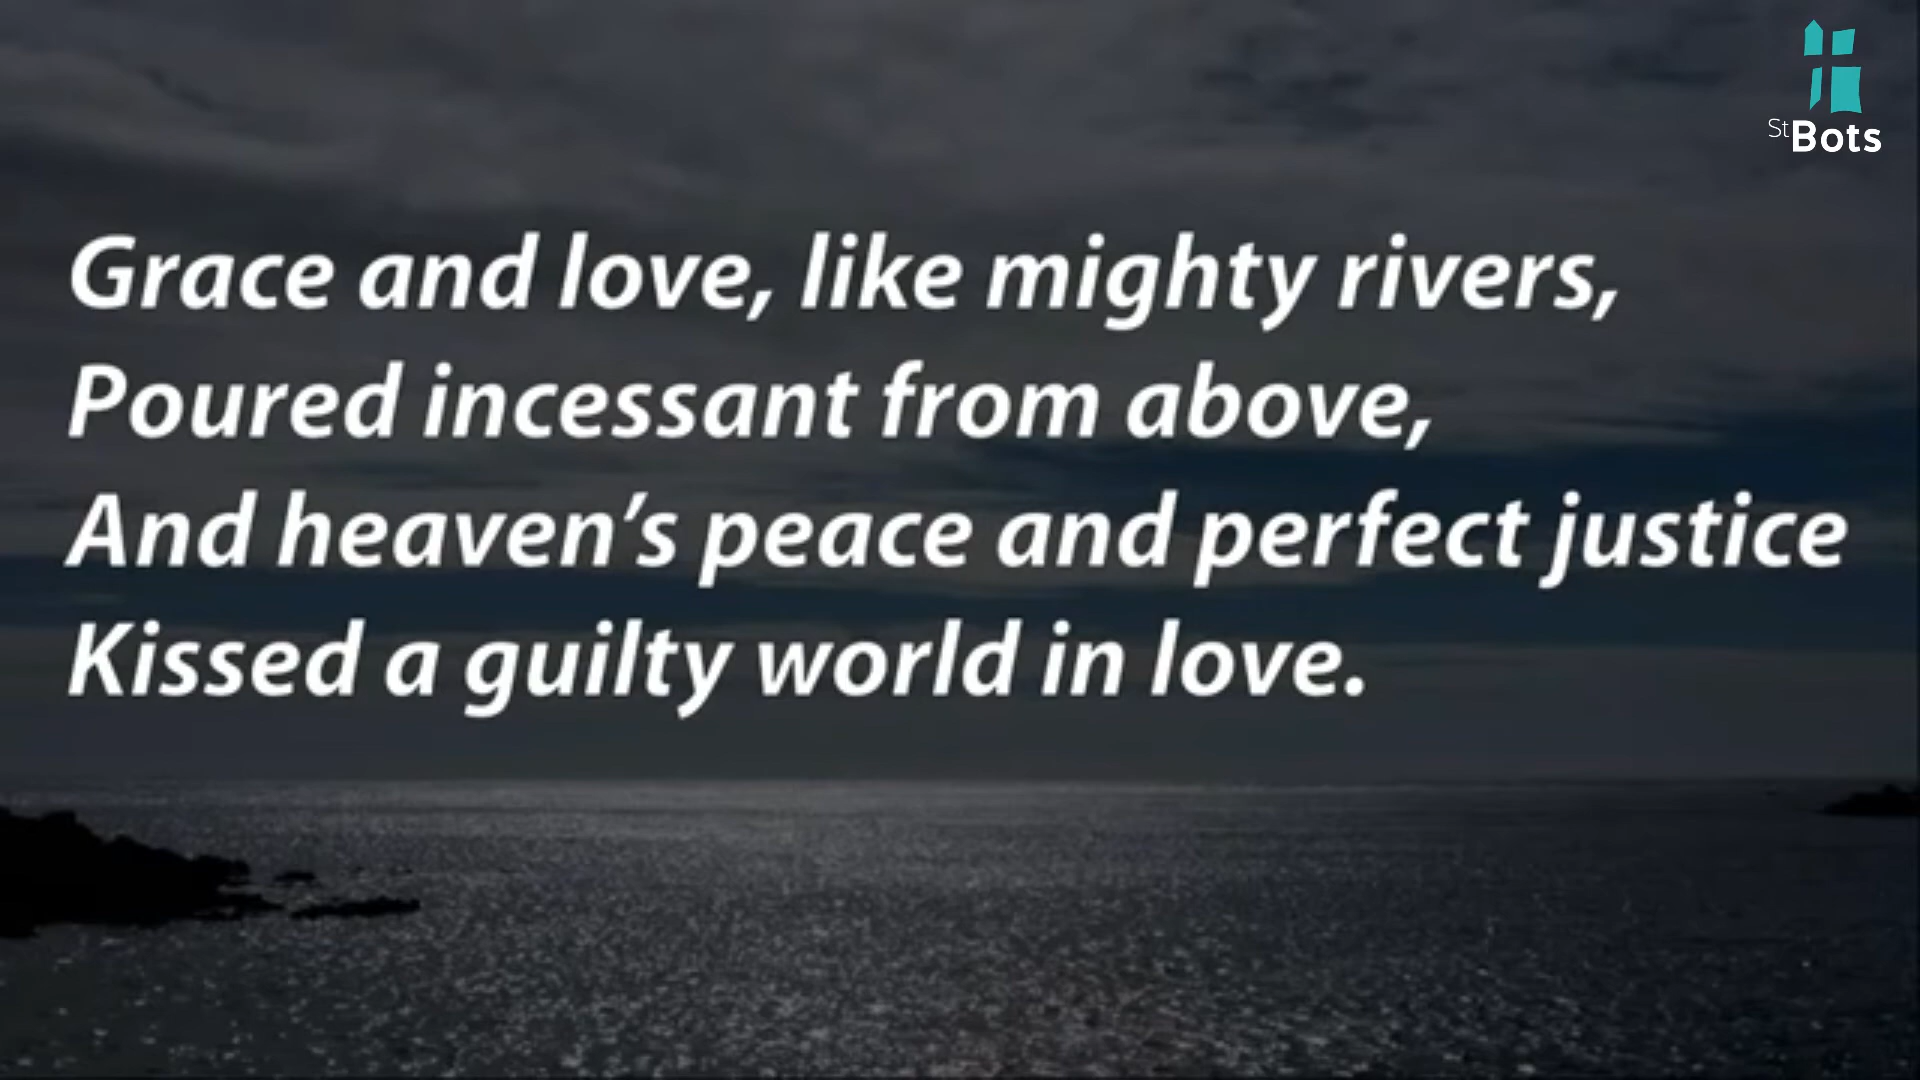 St Bots
Grace and love, like mighty rivers,
Poured incessant from above,
And heaven’s peace and perfect justice
Kissed a guilty world in love.